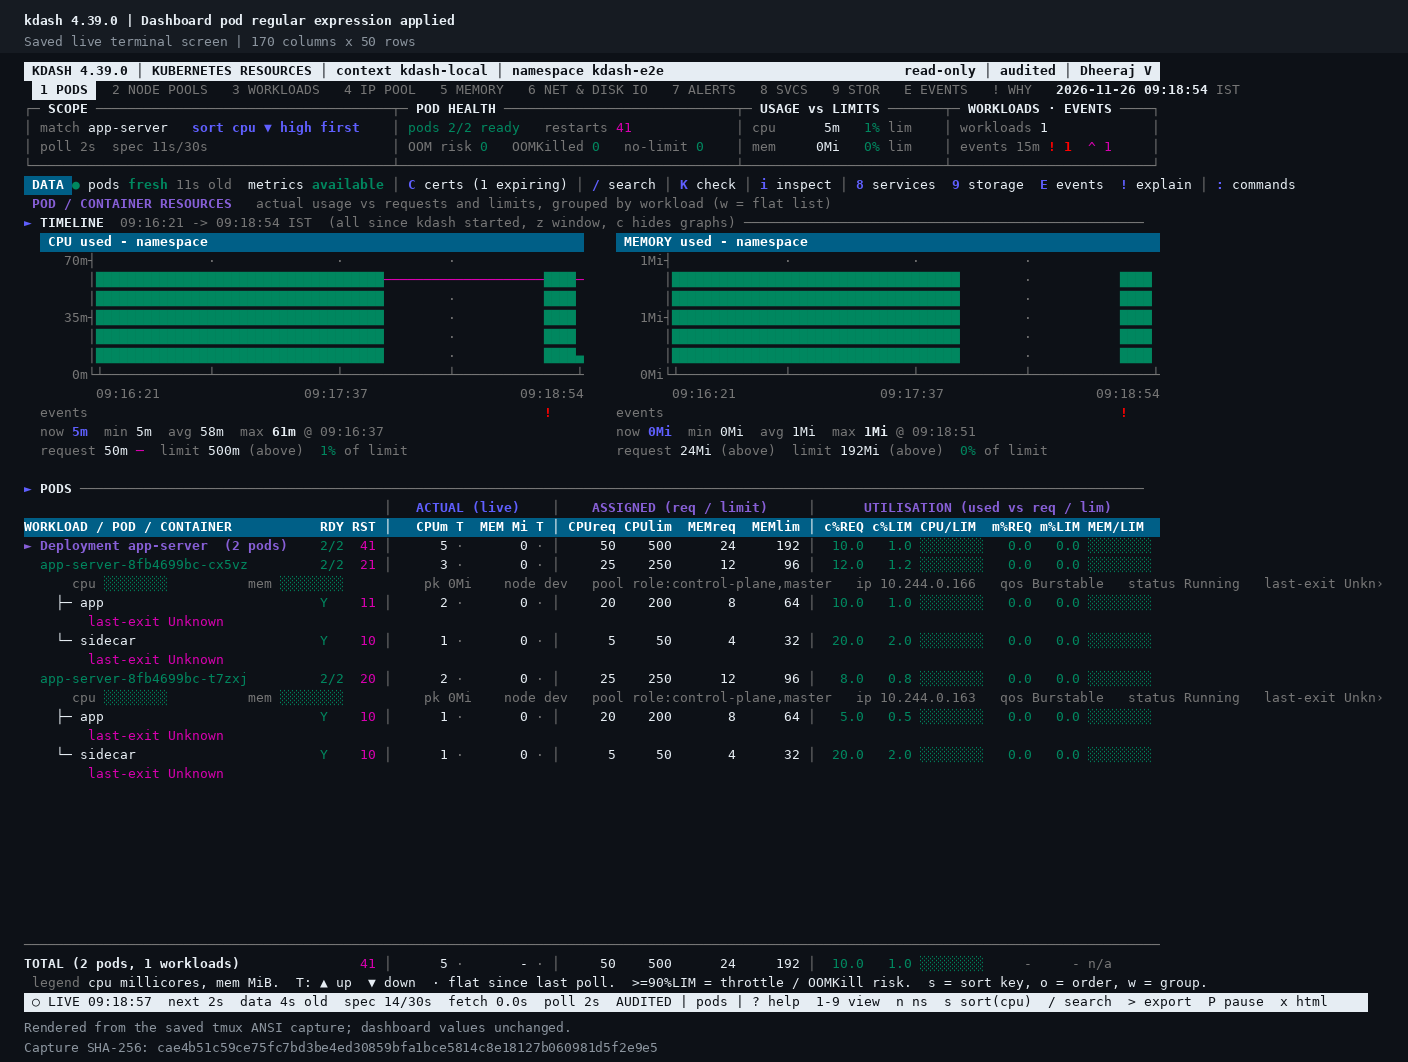 kdash 4.39.0 | Dashboard pod regular expression applied
Saved live terminal screen | 170 columns x 50 rows
KDASH 4.39.0 │ KUBERNETES RESOURCES │ context kdash-local │ namespace kdash-e2e read-only │ audited │ Dheeraj V
1 PODS 2 NODE POOLS 3 WORKLOADS 4 IP POOL 5 MEMORY 6 NET & DISK IO 7 ALERTS 8 SVCS 9 STOR E EVENTS ! WHY 2026-11-26 09:18:54 IST
SCOPE POD HEALTH USAGE vs LIMITS WORKLOADS · EVENTS
│ match app-server sort cpu ▼ high first │ pods 2/2 ready restarts 41 │ cpu 5m 1% lim │ workloads 1 │
│ poll 2s spec 11s/30s │ OOM risk 0 OOMKilled 0 no-limit 0 │ mem 0Mi 0% lim │ events 15m ! 1 ^ 1 │
DATA ● pods fresh 11s old metrics available │ C certs (1 expiring) │ / search │ K check │ i inspect │ 8 services 9 storage E events ! explain │ : commands
POD / CONTAINER RESOURCES actual usage vs requests and limits, grouped by workload (w = flat list)
► TIMELINE 09:16:21 -> 09:18:54 IST (all since kdash started, z window, c hides graphs)
CPU used - namespace MEMORY used - namespace
70m 1Mi
35m 1Mi
0m 0Mi
09:16:21 09:17:37 09:18:54 09:16:21 09:17:37 09:18:54
events ! events !
now 5m min 5m avg 58m max 61m @ 09:16:37 now 0Mi min 0Mi avg 1Mi max 1Mi @ 09:18:51
request 50m — limit 500m (above) 1% of limit request 24Mi (above) limit 192Mi (above) 0% of limit
► PODS
│ ACTUAL (live) │ ASSIGNED (req / limit) │ UTILISATION (used vs req / lim)
WORKLOAD / POD / CONTAINER RDY RST │ CPUm T MEM Mi T │ CPUreq CPUlim MEMreq MEMlim │ c%REQ c%LIM CPU/LIM m%REQ m%LIM MEM/LIM
► Deployment app-server (2 pods) 2/2 41 │ 5 · 0 · │ 50 500 24 192 │ 10.0 1.0 ░░░░░░░░ 0.0 0.0 ░░░░░░░░
app-server-8fb4699bc-cx5vz 2/2 21 │ 3 · 0 · │ 25 250 12 96 │ 12.0 1.2 ░░░░░░░░ 0.0 0.0 ░░░░░░░░
cpu ░░░░░░░░ mem ░░░░░░░░ pk 0Mi node dev pool role:control-plane,master ip 10.244.0.166 qos Burstable status Running last-exit Unkn›
├─ app Y 11 │ 2 · 0 · │ 20 200 8 64 │ 10.0 1.0 ░░░░░░░░ 0.0 0.0 ░░░░░░░░
last-exit Unknown
└─ sidecar Y 10 │ 1 · 0 · │ 5 50 4 32 │ 20.0 2.0 ░░░░░░░░ 0.0 0.0 ░░░░░░░░
last-exit Unknown
app-server-8fb4699bc-t7zxj 2/2 20 │ 2 · 0 · │ 25 250 12 96 │ 8.0 0.8 ░░░░░░░░ 0.0 0.0 ░░░░░░░░
cpu ░░░░░░░░ mem ░░░░░░░░ pk 0Mi node dev pool role:control-plane,master ip 10.244.0.163 qos Burstable status Running last-exit Unkn›
├─ app Y 10 │ 1 · 0 · │ 20 200 8 64 │ 5.0 0.5 ░░░░░░░░ 0.0 0.0 ░░░░░░░░
last-exit Unknown
└─ sidecar Y 10 │ 1 · 0 · │ 5 50 4 32 │ 20.0 2.0 ░░░░░░░░ 0.0 0.0 ░░░░░░░░
last-exit Unknown
TOTAL (2 pods, 1 workloads) 41 │ 5 · - · │ 50 500 24 192 │ 10.0 1.0 ░░░░░░░░ - - n/a
legend cpu millicores, mem MiB. T: ▲ up ▼ down · flat since last poll. >=90%LIM = throttle / OOMKill risk. s = sort key, o = order, w = group.
○ LIVE 09:18:57 next 2s data 4s old spec 14/30s fetch 0.0s poll 2s AUDITED | pods | ? help 1-9 view n ns s sort(cpu) / search > export P pause x html
Rendered from the saved tmux ANSI capture; dashboard values unchanged.
Capture SHA-256: cae4b51c59ce75fc7bd3be4ed30859bfa1bce5814c8e18127b060981d5f2e9e5